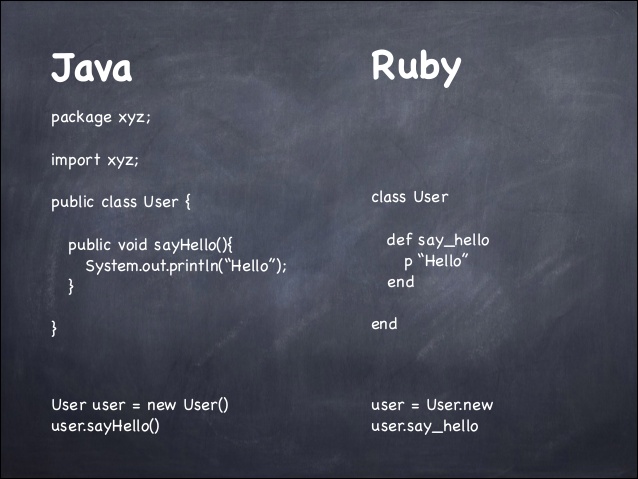 Java
package xyz;
import xyz;
public class User {
public void sayHello(){
System.out.println(“Hello”);
}
}
User user = new User()
user.sayHello()
Ruby
class User
def say_hello
p “Hello”
end
end
user = User.new
user.say_hello